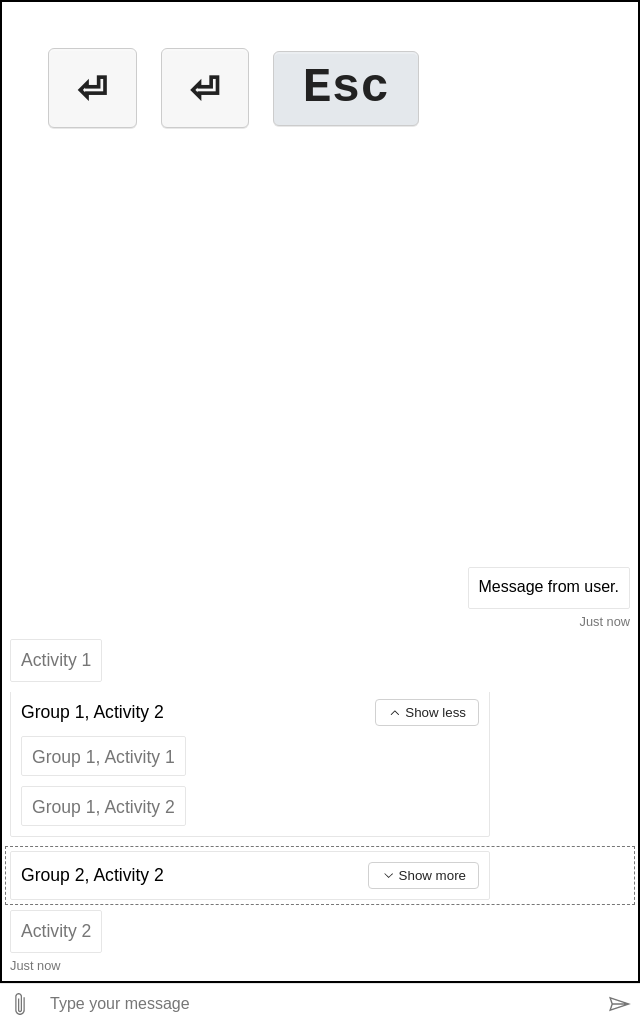 ⏎ ⏎ Esc
Message from user.
Just now
Activity 1
Group 1, Activity 2 Show less
Group 1, Activity 1
Group 1, Activity 2
Group 2, Activity 2 Show more
Activity 2
Just now
Type your message